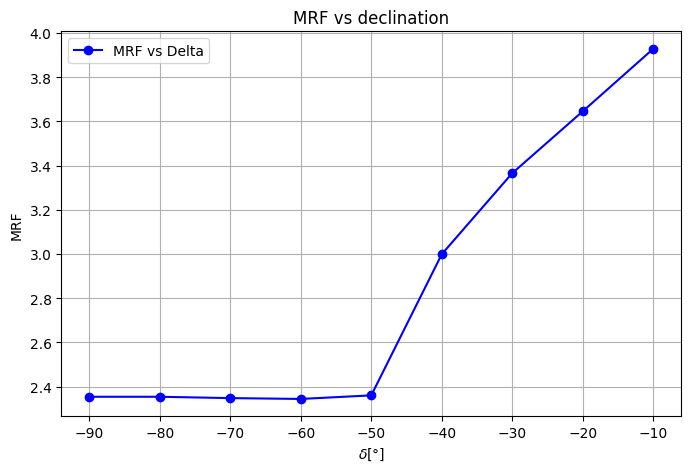 MRF vs declination
MRF vs Delta
4.0
3.8
3.6
3.4
3.2
3.0
2.8
2.6
2.4
MRF
−90 −80 −70 −60 −50 −40 −30 −20 −10
δ[°]